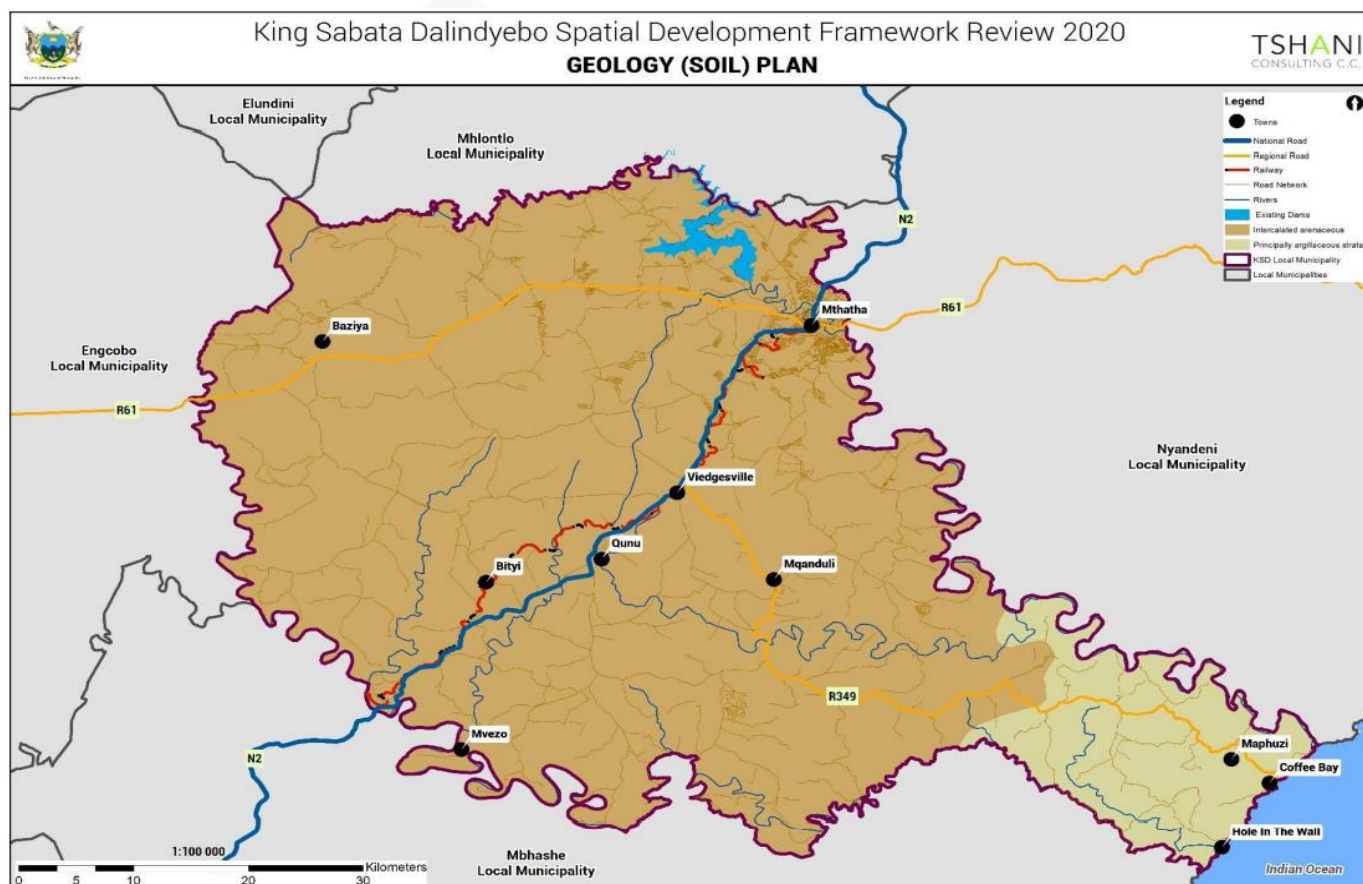 King Sabata Dalindyebo Spatial Development Framework Review 2020
GEOLOGY (SOIL) PLAN
TSHANI
CONSULTING C.C.
Elundini
Local Municipality
Mhlontlo
Local Municipality
Legend
Towns
National Road
Regional Road
Railway
Road Network
Rivers
Existing Dams
Intercalated arenaceous
Principally argillaceous strata
KSD Local Municipality
Local Municipalities
N2
R61
Mthatha
Baziya
Engcobo
Local Municipality
R61
Nyandeni
Local Municipality
Viedgesville
Qunu
Bityi
Mqanduli
R349
Mvezo
N2
Maphuzi
Coffee Bay
Hole In The Wall
Indian Ocean
Mbhashe
Local Municipality
1:100 000
Kilometers
0 5 10 20 30